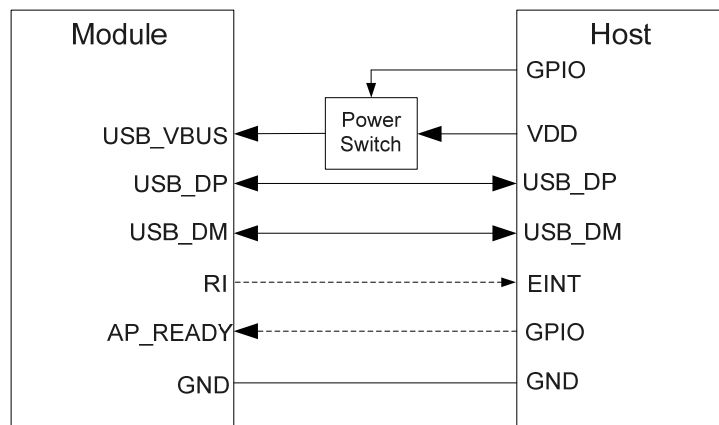 Module
Host
GPIO
Power
Switch
USB_VBUS
VDD
USB_DP
USB_DP
USB_DM
USB_DM
RI
EINT
AP_READY
GPIO
GND
GND